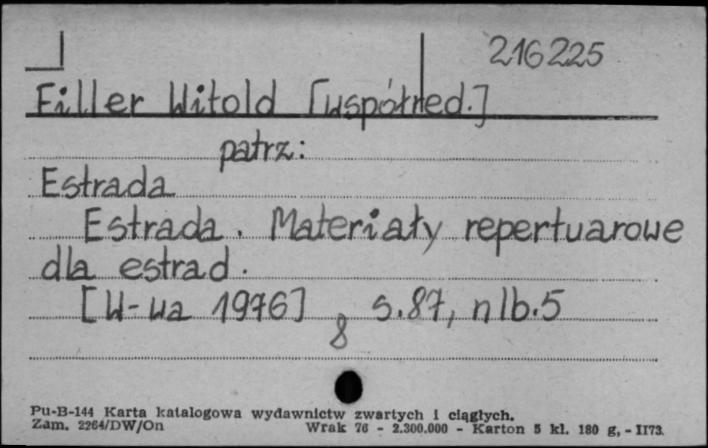 216225
Filler Witold [współred.]
patrz:
Estrada
Estrada. Materiały repertuarowe
dla estrad.
[W-wa 1976] 8 s.87, nlb.5
Pu-B-144 Karta katalogowa wydawnictw zwartych i ciągłych.
Zam. 2264/DW/On Wrak 76 - 2.300.000 - Karton 5 kl. 180 g, - II73.